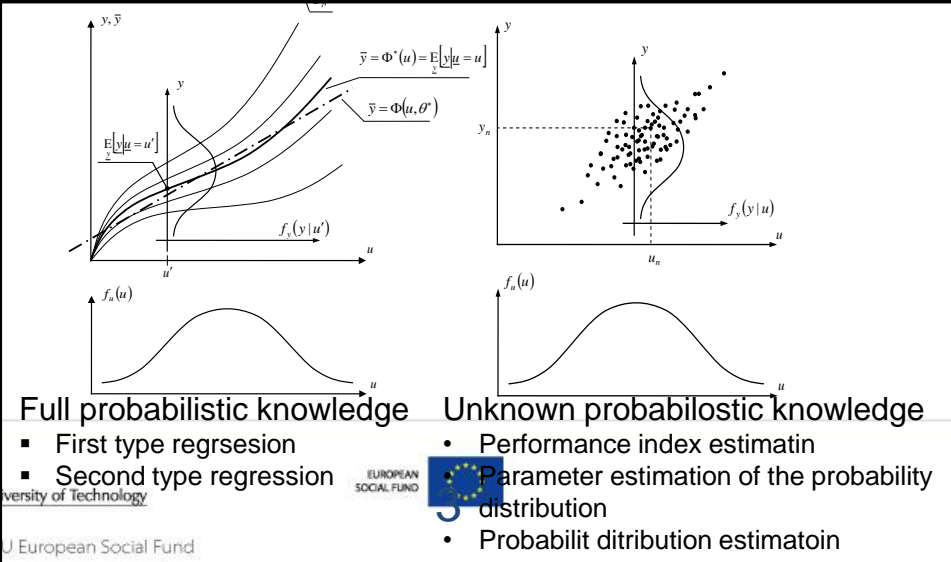 y, ȳ
ȳ = Φ*(u) = E[y|u = u]
y
y
ȳ = Φ(u, θ*)
E[y|u = u']
y
f_y(y | u')
u
u'
f_u(u)
u
y
y
y_n
f_y(y | u)
u
u_n
f_u(u)
u
Full probabilistic knowledge
▪ First type regrsesion
▪ Second type regression
Unknown probabilostic knowledge
• Performance index estimatin
• Parameter estimation of the probability
distribution
• Probabilit ditribution estimatoin
EUROPEAN
SOCIAL FUND
3
iversity of Technology
U European Social Fund